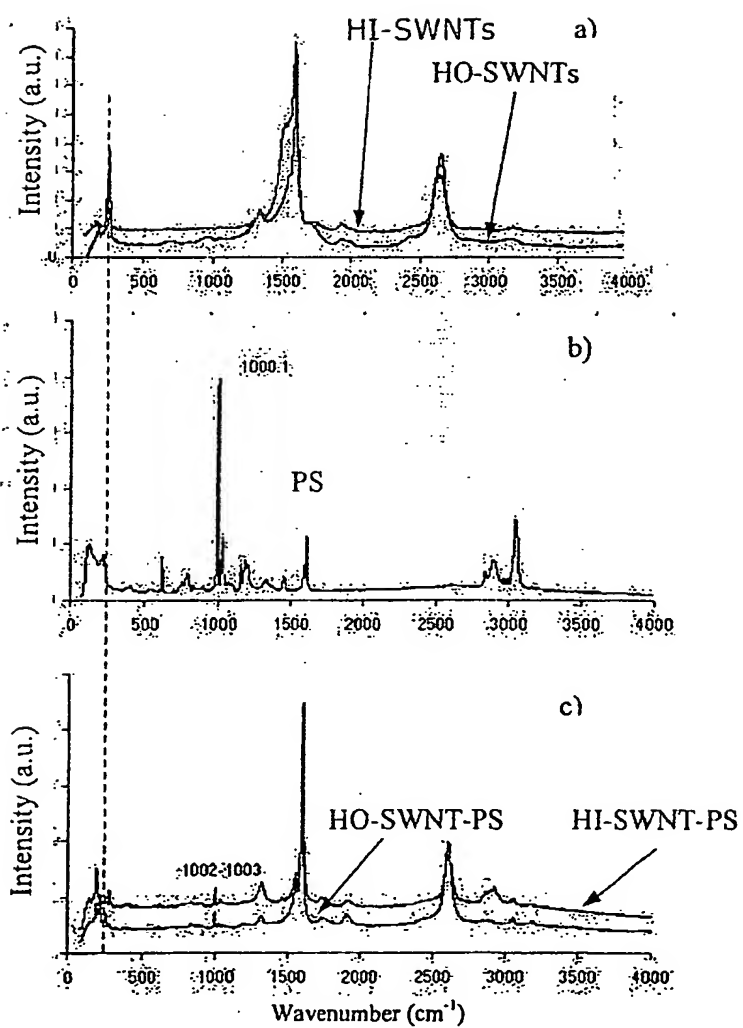 HI-SWNTs
a)
HO-SWNTs
Intensity (a.u.)
0 500 1000 1500 2000 2500 3000 3500 4000
b)
1000.1
Intensity (a.u.)
PS
0 500 1000 1500 2000 2500 3000 3500 4000
c)
Intensity (a.u.)
HO-SWNT-PS
HI-SWNT-PS
1002-1003
0 500 1000 1500 2000 2500 3000 3500 4000
Wavenumber (cm⁻¹)